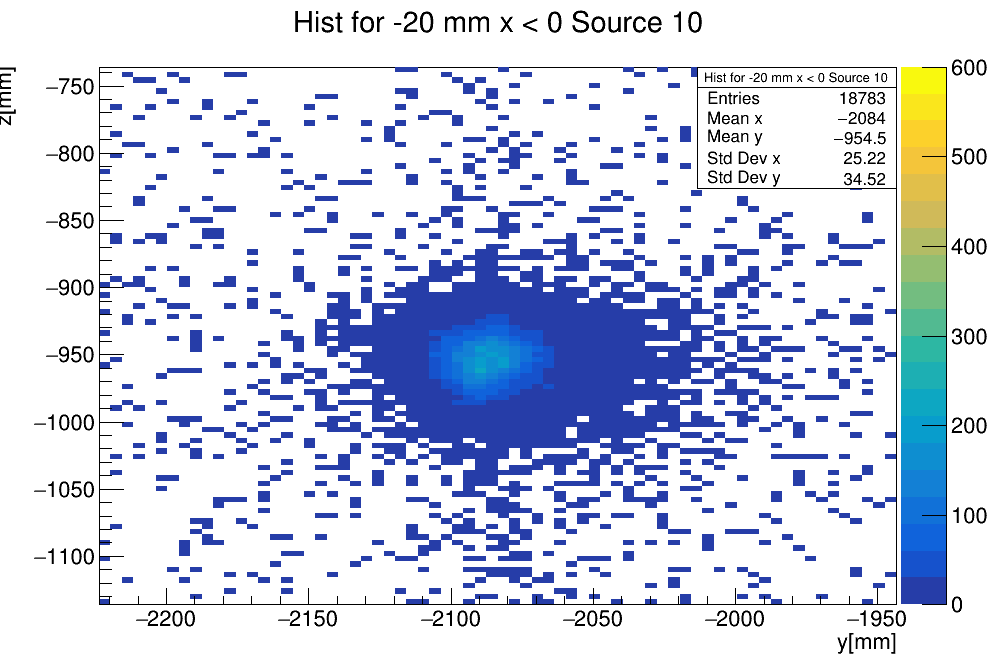 Hist for -20 mm x < 0 Source 10
z[mm]
−750
−800
−850
−900
−950
−1000
−1050
−1100
Hist for -20 mm x < 0 Source 10
Entries 18783
Mean x −2084
Mean y −954.5
Std Dev x 25.22
Std Dev y 34.52
600
500
400
300
200
100
0
−2200 −2150 −2100 −2050 −2000 −1950
y[mm]